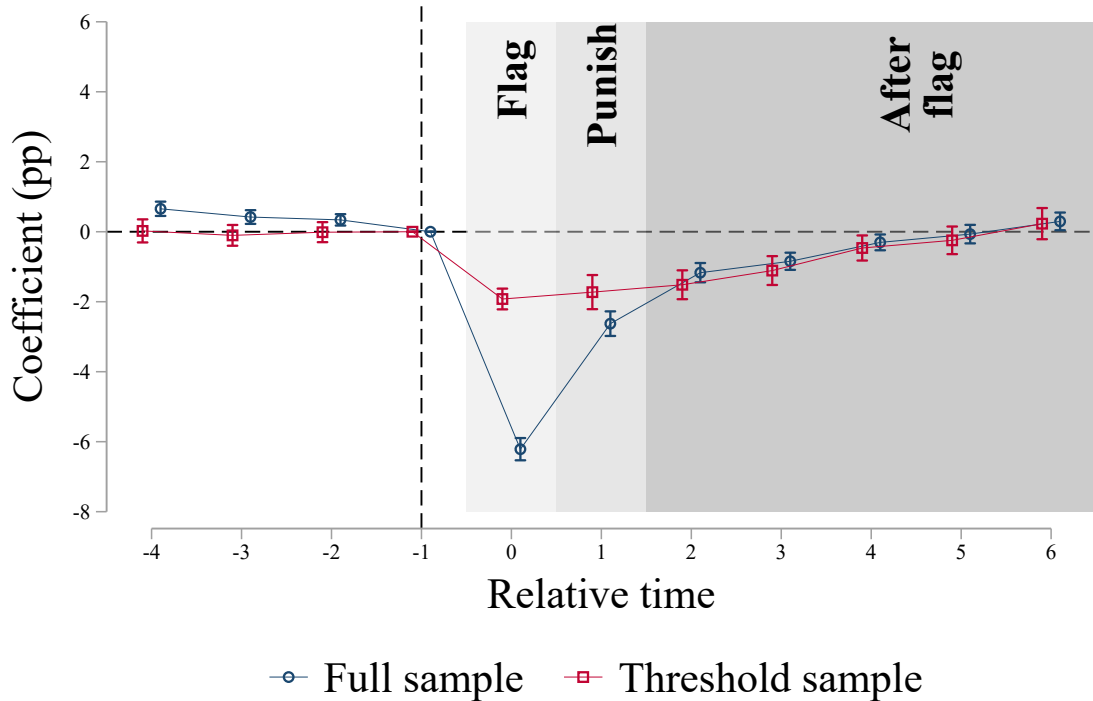 6
4
2
0
-2
-4
-6
-8
Coefficient (pp)
Flag
Punish
After
flag
-4 -3 -2 -1 0 1 2 3 4 5 6
Relative time
Full sample Threshold sample